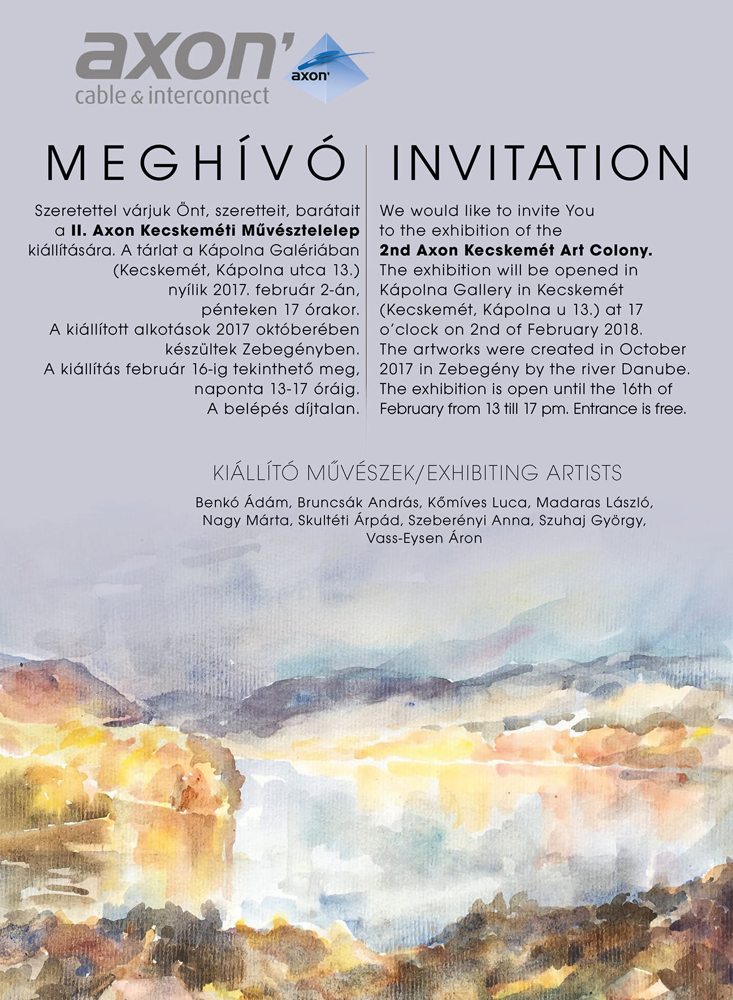 axon'
cable & interconnect
axon'
MEGHÍVÓ
Szeretettel várjuk Önt, szeretteit, barátait
a II. Axon Kecskeméti Művésztelelep
kiállítására. A tárlat a Kápolna Galériában
(Kecskemét, Kápolna utca 13.)
nyílik 2017. február 2-án,
pénteken 17 órakor.
A kiállított alkotások 2017 októberében
készültek Zebegényben.
A kiállítás február 16-ig tekinthető meg,
naponta 13-17 óráig.
A belépés díjtalan.
INVITATION
We would like to invite You
to the exhibition of the
2nd Axon Kecskemét Art Colony.
The exhibition will be opened in
Kápolna Gallery in Kecskemét
(Kecskemét, Kápolna u 13.) at 17
o'clock on 2nd of February 2018.
The artworks were created in October
2017 in Zebegény by the river Danube.
The exhibition is open until the 16th of
February from 13 till 17 pm. Entrance is free.
KIÁLLÍTÓ MŰVÉSZEK/EXHIBITING ARTISTS
Benkó Ádám, Bruncsák András, Kőmíves Luca, Madaras László,
Nagy Márta, Skultéti Árpád, Szeberényi Anna, Szuhaj György,
Vass-Eysen Áron